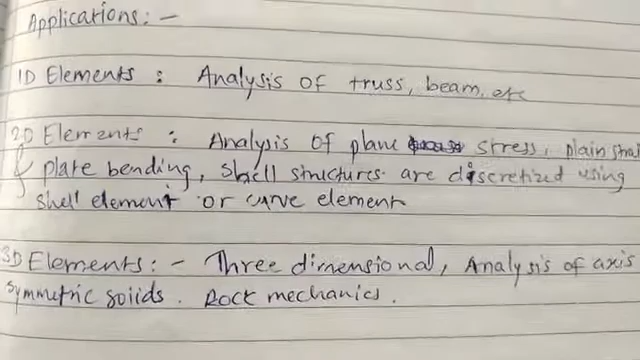 Applications: -
1D Elements : Analysis of truss, beam, etc
2D Elements : Analysis of plane stress, plain
& plate bending, shell structures are discretized using
shell element or curve element
3D Elements: - Three dimensional, Analysis of axis
symmetric solids. Rock mechanics.